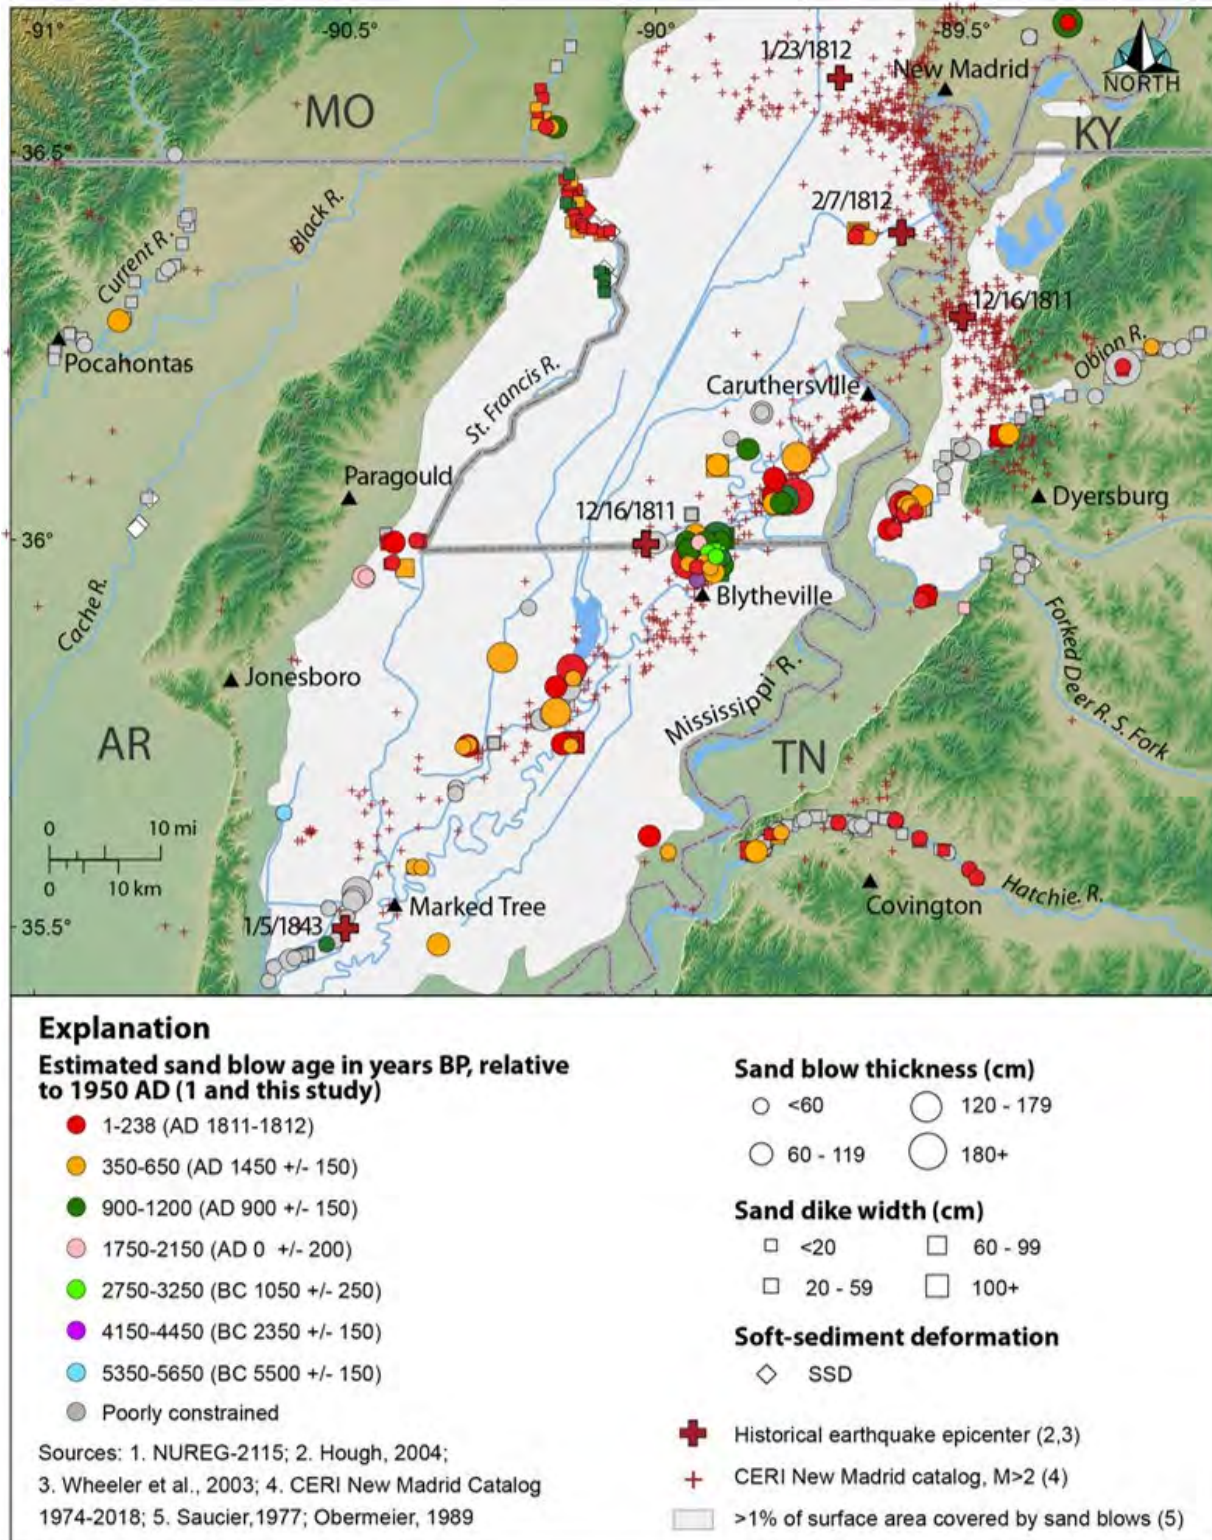 -91°
-90.5°
-90°
-89.5°
1/23/1812
New Madrid
NORTH
MO
KY
36.5°
2/7/1812
Current R.
Black R.
12/16/1811
Pocahontas
Obion R.
St. Francis R.
Caruthersville
Paragould
Dyersburg
12/16/1811
36°
Blytheville
Cache R.
Forked Deer R. S. Fork
Jonesboro
Mississippi R.
AR
TN
0 10 mi
0 10 km
Hatchie. R.
Marked Tree
Covington
1/5/1843
35.5°
Explanation
Estimated sand blow age in years BP, relative
to 1950 AD (1 and this study)
1-238 (AD 1811-1812)
350-650 (AD 1450 +/- 150)
900-1200 (AD 900 +/- 150)
1750-2150 (AD 0 +/- 200)
2750-3250 (BC 1050 +/- 250)
4150-4450 (BC 2350 +/- 150)
5350-5650 (BC 5500 +/- 150)
Poorly constrained
Sources: 1. NUREG-2115; 2. Hough, 2004;
3. Wheeler et al., 2003; 4. CERI New Madrid Catalog
1974-2018; 5. Saucier,1977; Obermeier, 1989
Sand blow thickness (cm)
<60 120 - 179
60 - 119 180+
Sand dike width (cm)
<20 60 - 99
20 - 59 100+
Soft-sediment deformation
SSD
Historical earthquake epicenter (2,3)
CERI New Madrid catalog, M>2 (4)
>1% of surface area covered by sand blows (5)